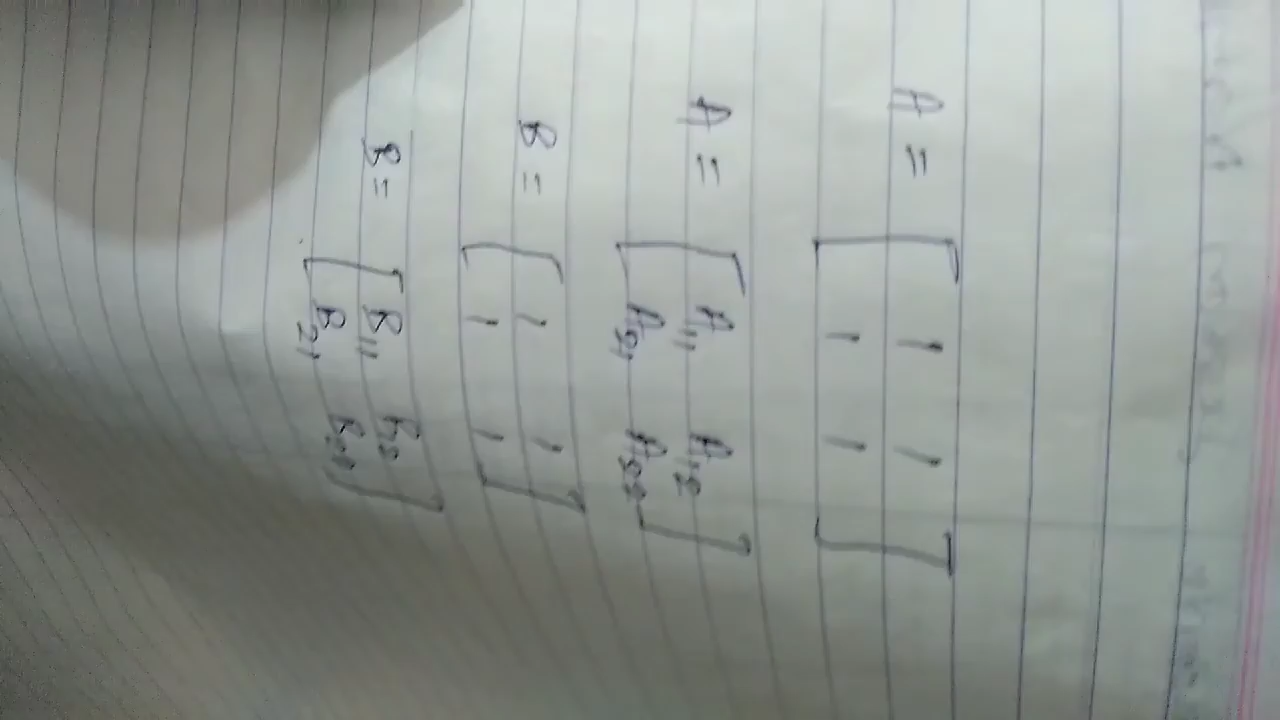 A = [ 1 1
1 1 ]
A = [ A11 A12
A21 A22 ]
B = [ 1 1
1 1 ]
B = [ B11 B12
B21 B22 ]